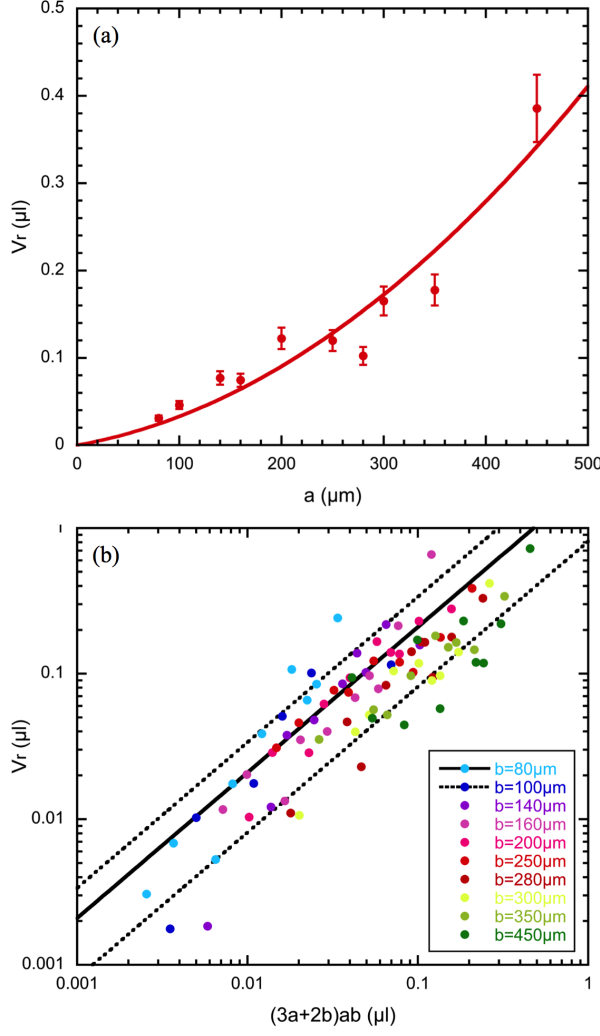 (a)
0.5
0.4
0.3
0.2
0.1
0
Vr (µl)
0 100 200 300 400 500
a (µm)
(b)
1
0.1
0.01
0.001
Vr (µl)
b=80µm
b=100µm
b=140µm
b=160µm
b=200µm
b=250µm
b=280µm
b=300µm
b=350µm
b=450µm
0.001 0.01 0.1 1
(3a+2b)ab (µl)